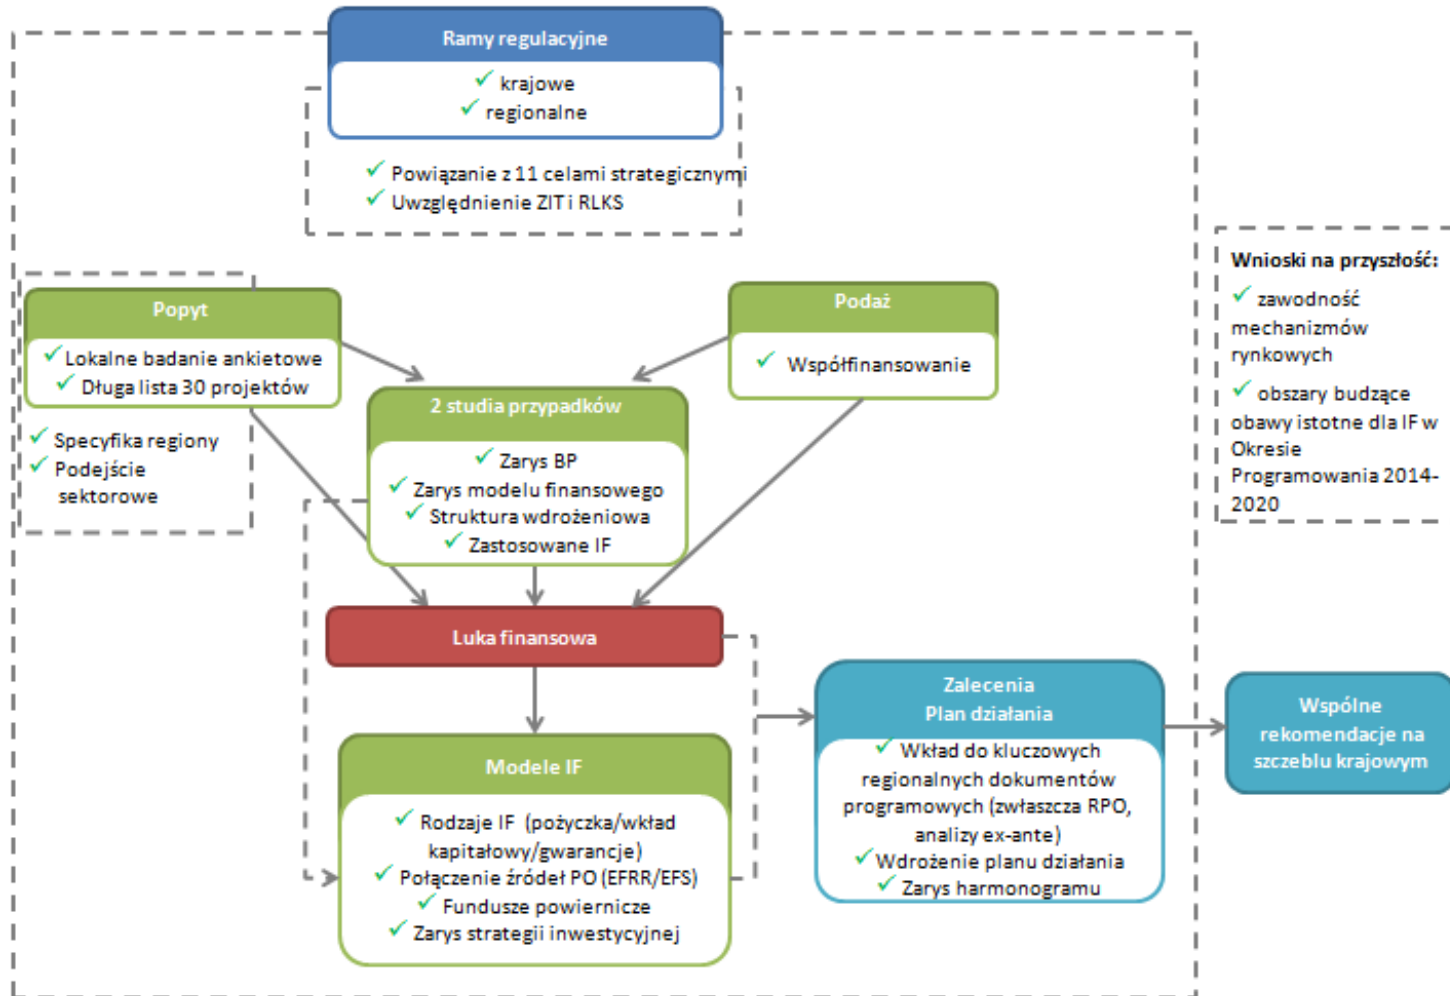 Ramy regulacyjne
✓ krajowe
✓ regionalne
✓ Powiązanie z 11 celami strategicznymi
✓ Uwzględnienie ZIT i RLKS
Popyt
✓ Lokalne badanie ankietowe
✓ Długa lista 30 projektów
✓ Specyfika regiony
✓ Podejście
sektorowe
Podaż
✓ Współfinansowanie
2 studia przypadków
✓ Zarys BP
✓ Zarys modelu finansowego
✓ Struktura wdrożeniowa
✓ Zastosowane IF
Wnioski na przyszłość:
✓ zawodność
mechanizmów
rynkowych
✓ obszary budzące
obawy istotne dla IF w
Okresie
Programowania 2014-
2020
Luka finansowa
Modele IF
✓ Rodzaje IF (pożyczka/wkład
kapitałowy/gwarancje)
✓ Połączenie źródeł PO (EFRR/EFS)
✓ Fundusze powiernicze
✓ Zarys strategii inwestycyjnej
Zalecenia
Plan działania
✓ Wkład do kluczowych
regionalnych dokumentów
programowych (zwłaszcza RPO,
analizy ex-ante)
✓ Wdrożenie planu działania
✓ Zarys harmonogramu
Wspólne
rekomendacje na
szczeblu krajowym